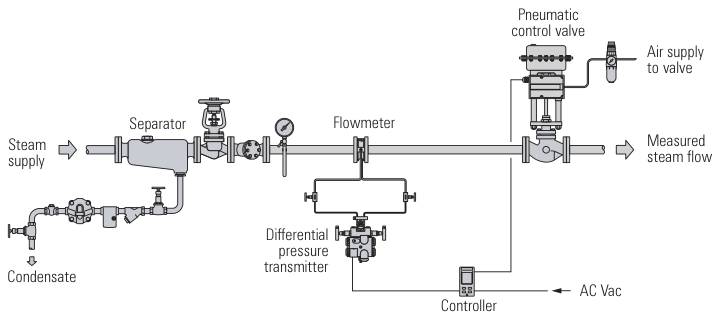 Pneumatic
control valve
Air supply
to valve
Separator
Flowmeter
Steam
supply
Measured
steam flow
Differential
pressure
transmitter
Condensate
Controller
AC Vac